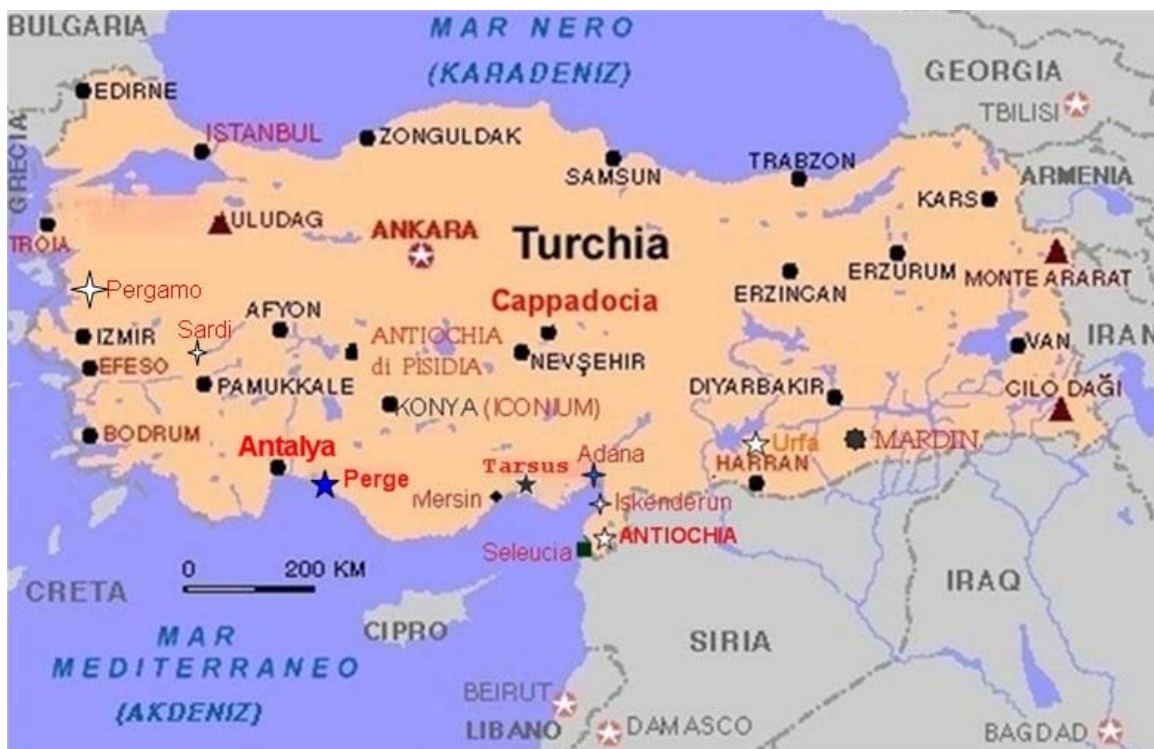 BULGARIA
MAR NERO
(KARADENIZ)
GEORGIA
TBILISI
EDIRNE
GRECIA
ISTANBUL
ZONGULDAK
SAMSUN
TRABZON
KARS
ARMENIA
TROIA
ULUDAG
ANKARA
Turchia
ERZURUM
MONTE ARARAT
ERZINCAN
Pergamo
Cappadocia
IZMIR
Sardi
AFYON
ANTIOCHIA
di PISIDIA
NEVŞEHIR
VAN
IRAN
EFESO
PAMUKKALE
KONYA (ICONIUM)
DIYARBAKIR
CILO DAĞI
BODRUM
Antalya
Perge
Tarsus
Adana
Urfa
MARDIN
HARRAN
Mersin
Iskenderun
ANTIOCHIA
Seleucia
0 200 KM
CRETA
CIPRO
SIRIA
IRAQ
MAR
MEDITERRANEO
(AKDENIZ)
BEIRUT
LIBANO
DAMASCO
BAGDAD